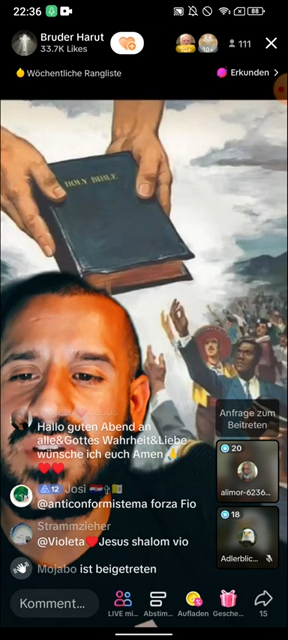 22:36
88
Bruder Harut
33.7K Likes
10+
111
Wöchentliche Rangliste
Erkunden >
HOLY BIBLE
Hallo guten Abend an
alle&Gottes Wahrheit&Liebe
wünsche ich euch Amen🙏
❤️❤️
Anfrage zum
Beitreten
20
alimor-6236...
12 Josi 🇭🇷
@anticonformistema forza Fio
18
Strammzieher
@Violeta❤️Jesus shalom vio
Adlerblic...
Mojabo ist beigetreten
Komment...
LIVE mi...
Abstim...
Aufladen
Gesche...
15